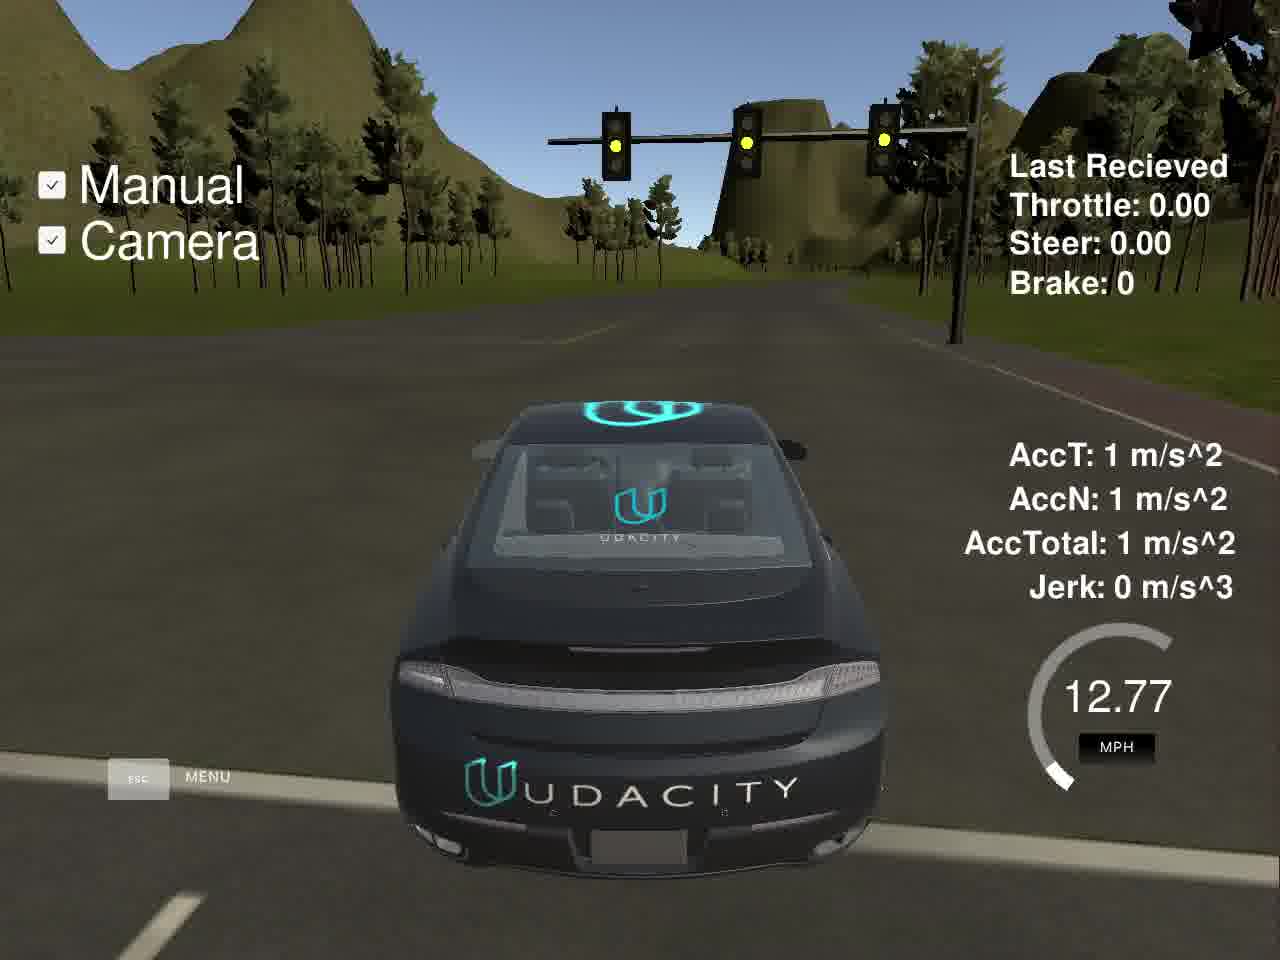 Manual
Camera
Last Recieved
Throttle: 0.00
Steer: 0.00
Brake: 0
AccT: 1 m/s^2
AccN: 1 m/s^2
AccTotal: 1 m/s^2
Jerk: 0 m/s^3
12.77
MPH
UDACITY
ESC MENU
UDACITY